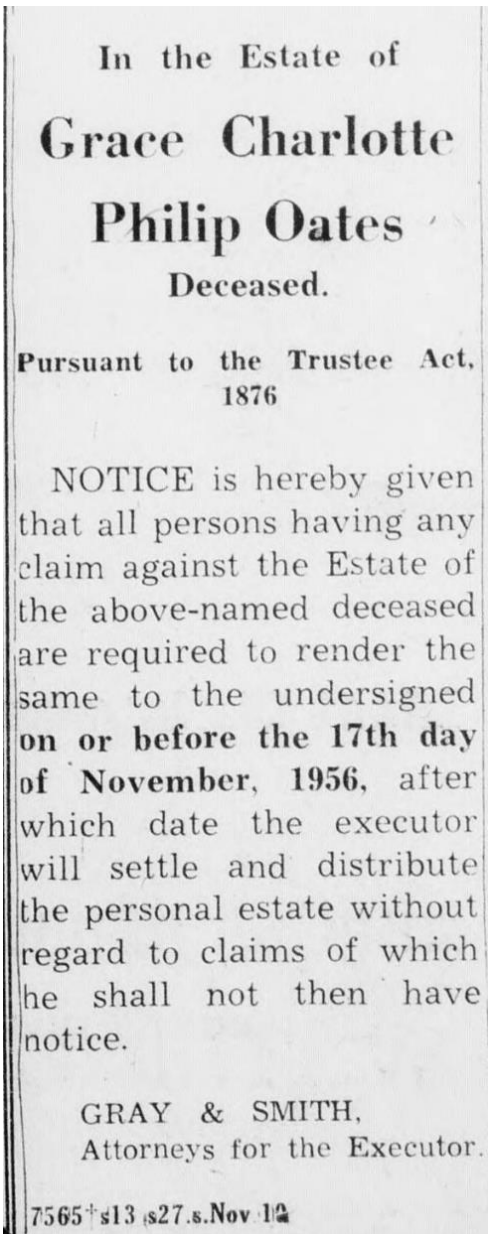 In the Estate of
Grace Charlotte
Philip Oates
Deceased.
Pursuant to the Trustee Act,
1876
NOTICE is hereby given
that all persons having any
claim against the Estate of
the above-named deceased
are required to render the
same to the undersigned
on or before the 17th day
of November, 1956, after
which date the executor
will settle and distribute
the personal estate without
regard to claims of which
he shall not then have
notice.
GRAY & SMITH,
Attorneys for the Executor.
7565 s13 s27.s.Nov